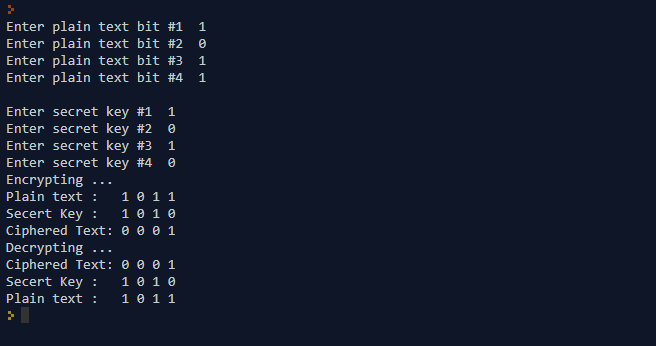 Enter plain text bit #1  1
Enter plain text bit #2  0
Enter plain text bit #3  1
Enter plain text bit #4  1
Enter secret key #1  1
Enter secret key #2  0
Enter secret key #3  1
Enter secret key #4  0
Encrypting ...
Plain text :   1 0 1 1
Secert Key :   1 0 1 0
Ciphered Text: 0 0 0 1
Decrypting ...
Ciphered Text: 0 0 0 1
Secert Key :   1 0 1 0
Plain text :   1 0 1 1